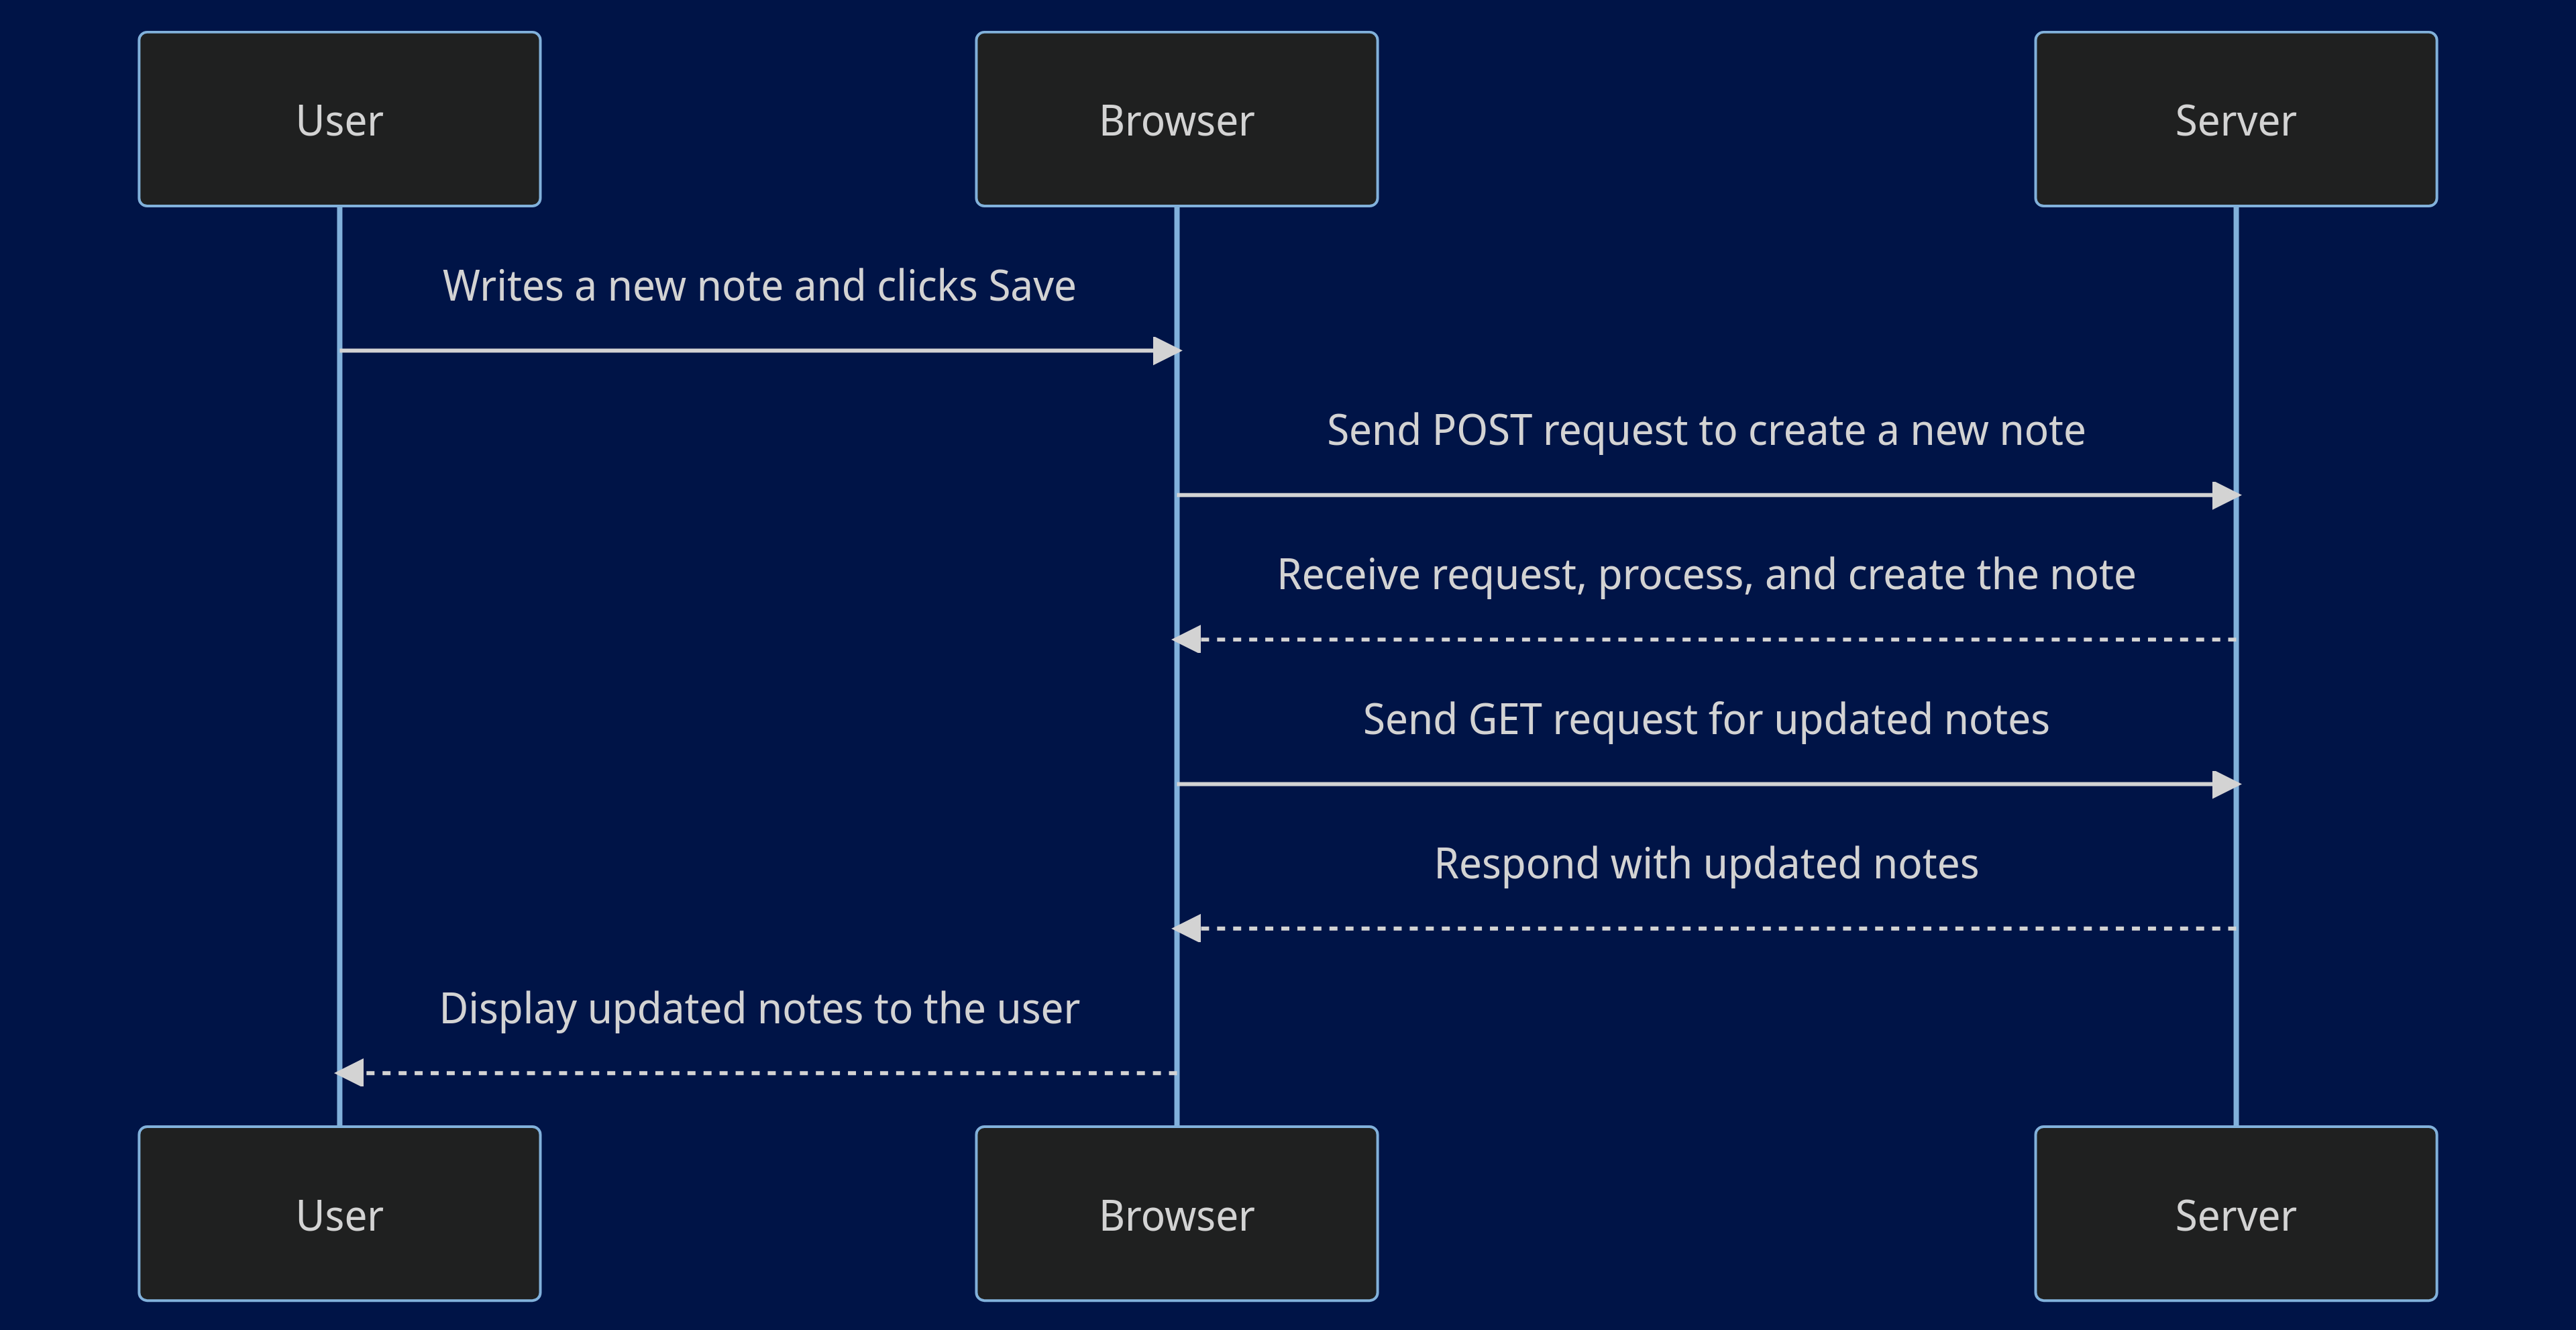 User
Browser
Server
Writes a new note and clicks Save
Send POST request to create a new note
Receive request, process, and create the note
Send GET request for updated notes
Respond with updated notes
Display updated notes to the user
User
Browser
Server